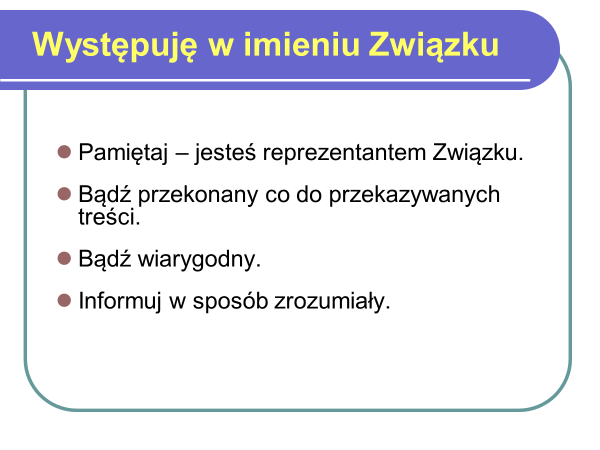 Występuję w imieniu Związku
Pamiętaj – jesteś reprezentantem Związku.
Bądź przekonany co do przekazywanych
treści.
Bądź wiarygodny.
Informuj w sposób zrozumiały.